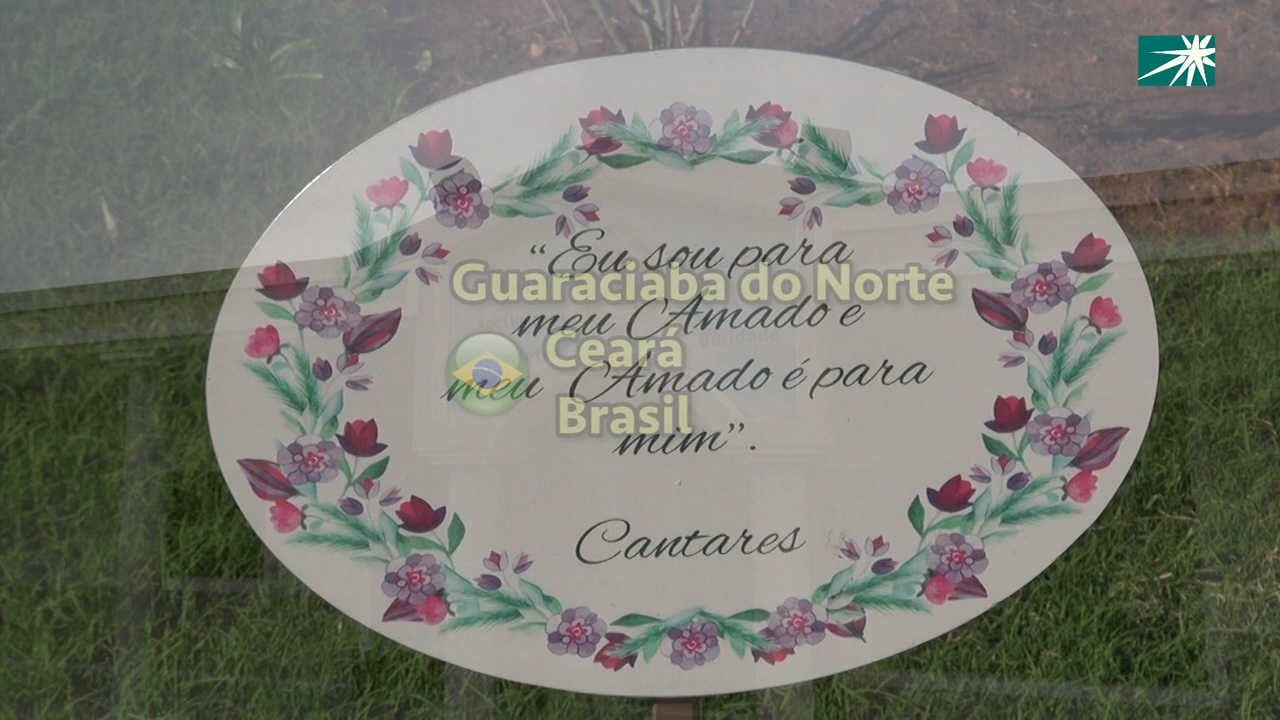 “Eu sou para
Guaraciaba do Norte
meu Amado e
Ceará
meu Amado é para
Brasil
mim”.
Cantares